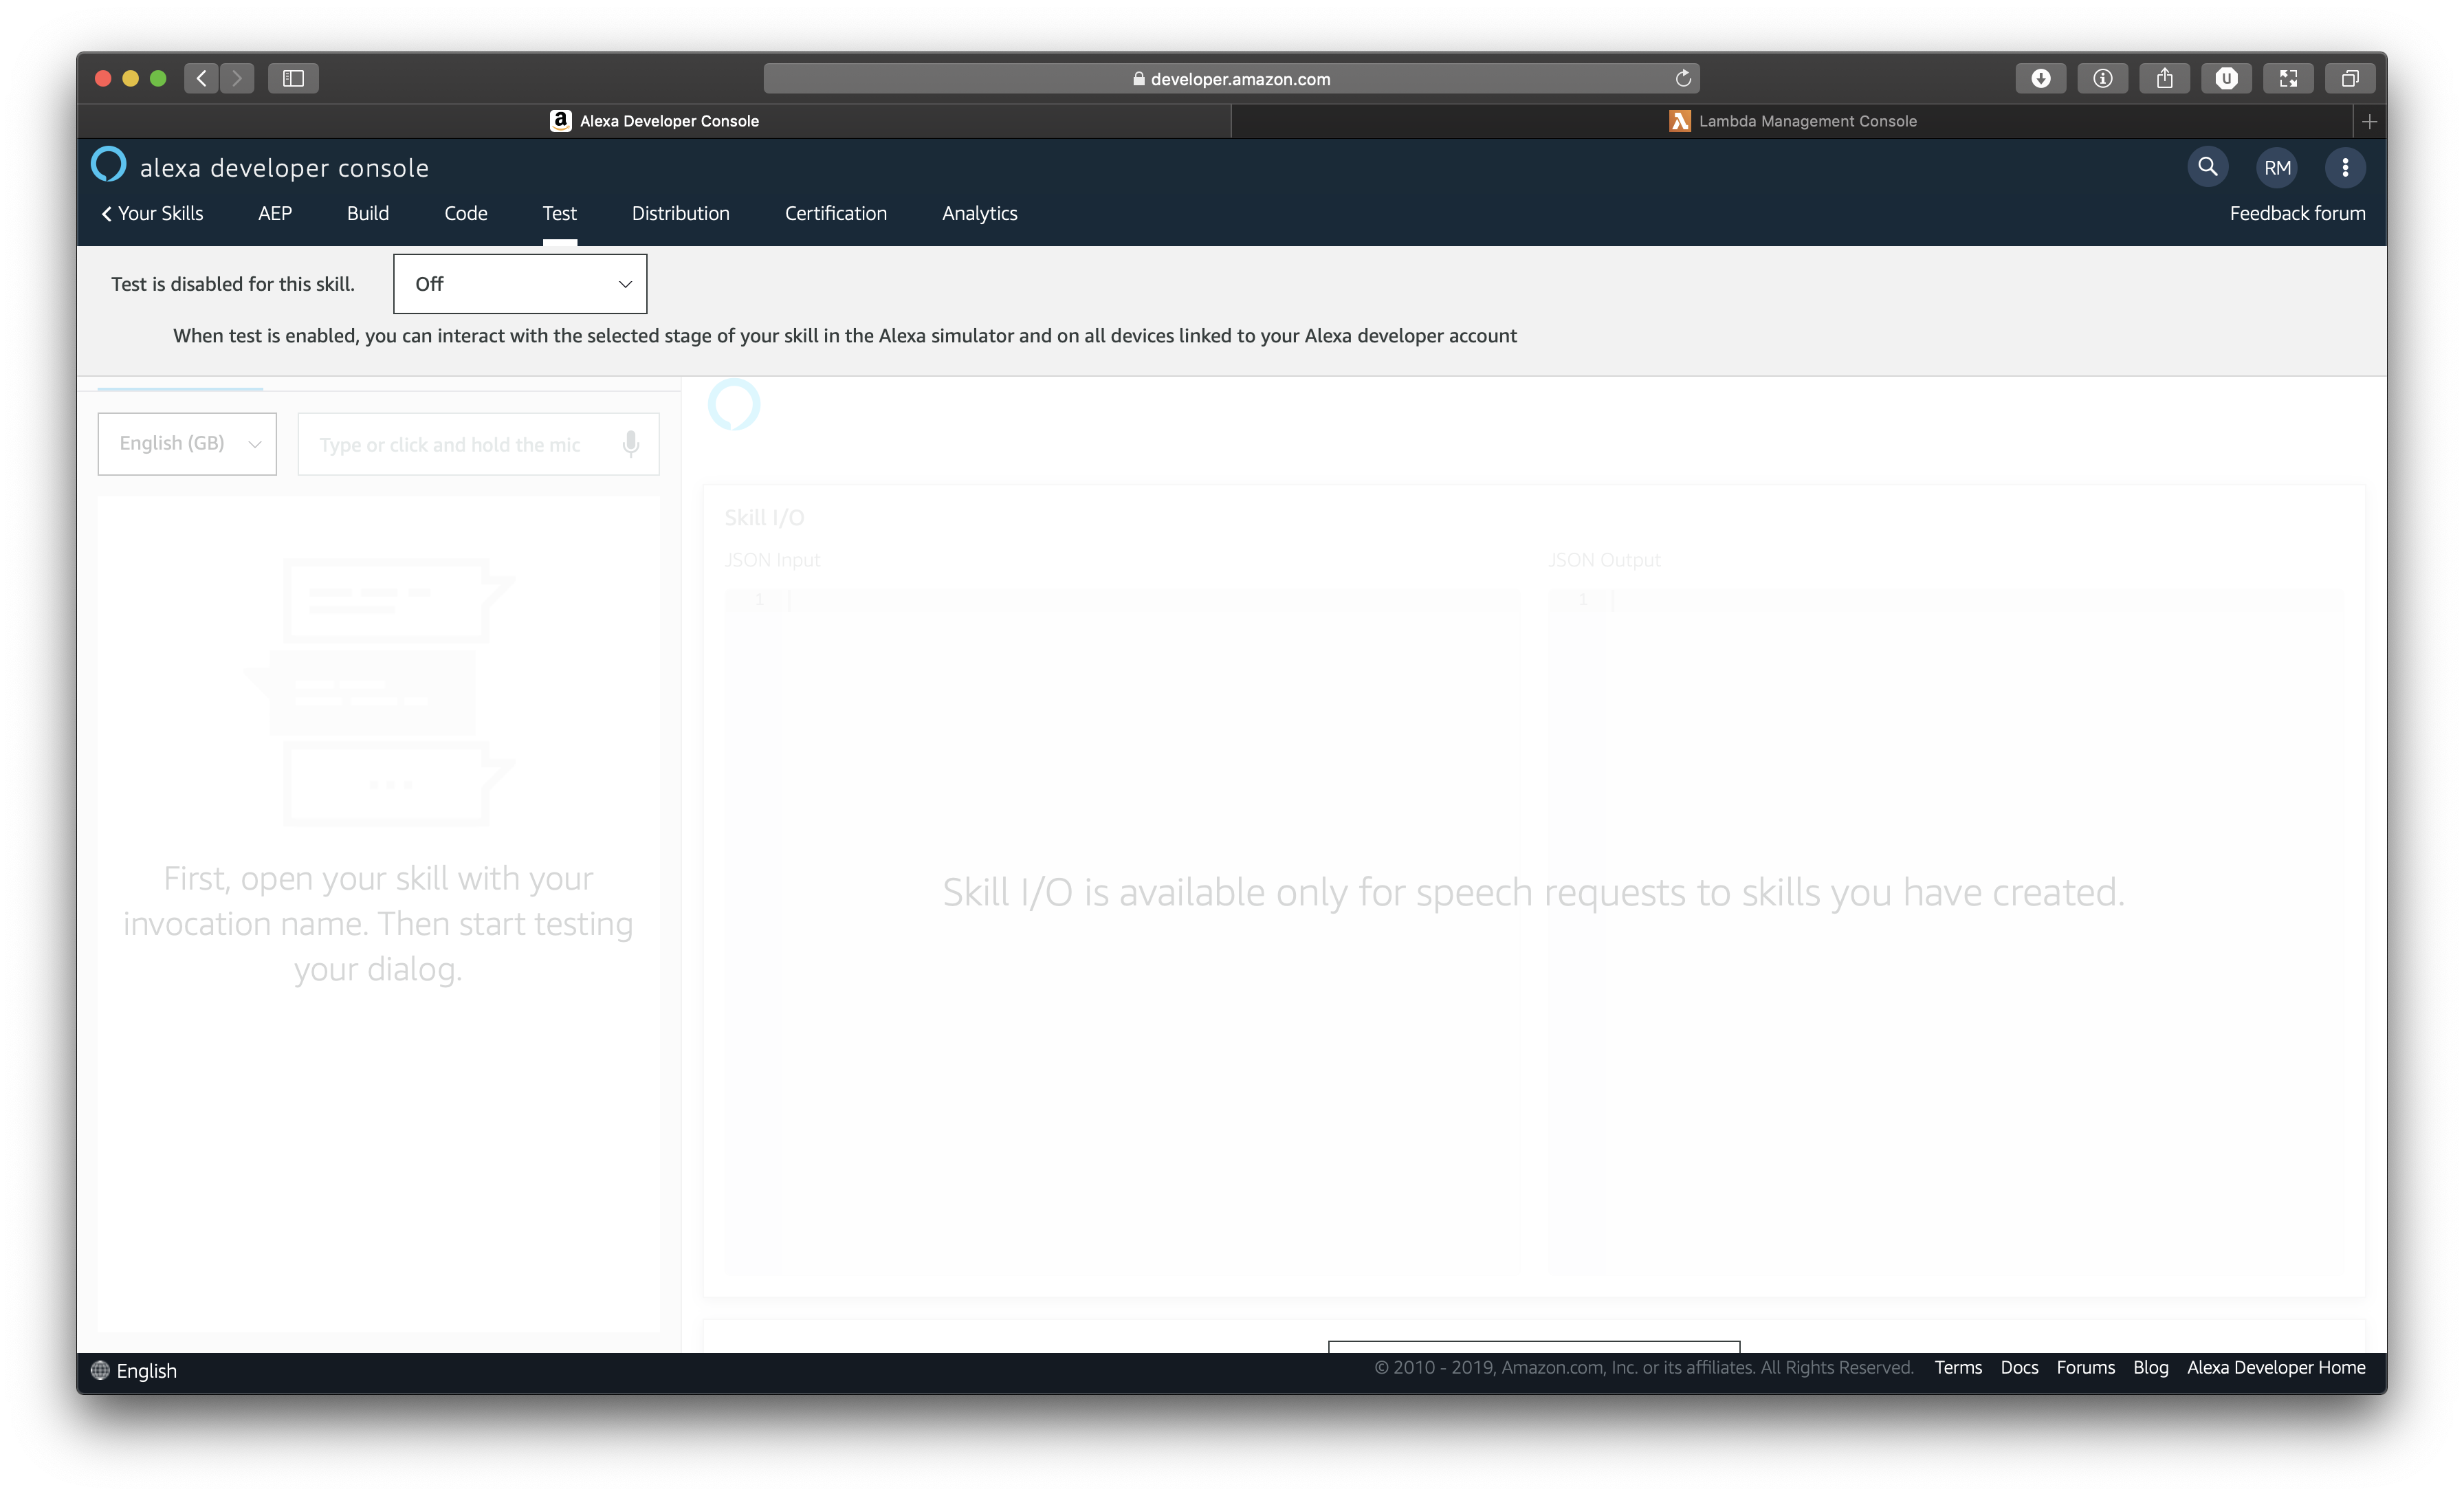 developer.amazon.com
Alexa Developer Console
Lambda Management Console
alexa developer console
RM
Your Skills
AEP
Build
Code
Test
Distribution
Certification
Analytics
Feedback forum
Test is disabled for this skill.
Off
When test is enabled, you can interact with the selected stage of your skill in the Alexa simulator and on all devices linked to your Alexa developer account
English (GB)
Type or click and hold the mic
Skill I/O
JSON Input
JSON Output
1
1
First, open your skill with your
invocation name. Then start testing
your dialog.
Skill I/O is available only for speech requests to skills you have created.
English
© 2010 - 2019, Amazon.com, Inc. or its affiliates. All Rights Reserved.
Terms
Docs
Forums
Blog
Alexa Developer Home